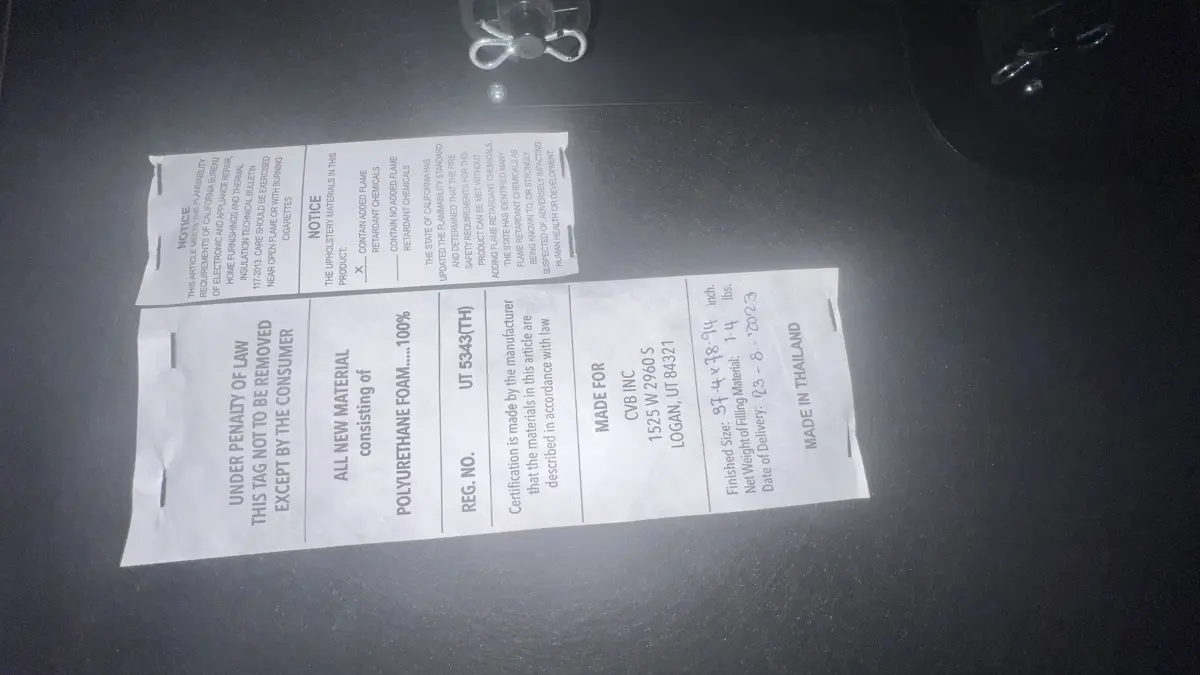 NOTICE
THIS ARTICLE MEETS THE FLAMMABILITY
REQUIREMENTS OF CALIFORNIA BUREAU
OF ELECTRONIC AND APPLIANCE REPAIR,
HOME FURNISHINGS AND THERMAL
INSULATION TECHNICAL BULLETIN
117-2013. CARE SHOULD BE EXERCISED
NEAR OPEN FLAME OR WITH BURNING
CIGARETTES
NOTICE
THE UPHOLSTERY MATERIALS IN THIS
PRODUCT.
X CONTAIN ADDED FLAME
RETARDANT CHEMICALS
CONTAIN NO ADDED FLAME
RETARDANT CHEMICALS
THE STATE OF CALIFORNIA HAS
UPDATED THE FLAMMABILITY STANDARD
AND DETERMINED THAT THIS FIRE
SAFETY REQUIREMENTS FOR THIS
PRODUCT CAN BE MET WITHOUT
ADDING FLAME RETARDANT CHEMICALS.
THE STATE HAS IDENTIFIED MANY
FLAME RETARDANT CHEMICALS AS
BEING KNOWN TO, OR STRONGLY
SUSPECTED OF, ADVERSELY IMPACTING
HUMAN HEALTH OR DEVELOPMENT.
UNDER PENALTY OF LAW
THIS TAG NOT TO BE REMOVED
EXCEPT BY THE CONSUMER
ALL NEW MATERIAL
consisting of
POLYURETHANE FOAM.....100%
REG. NO. UT 5343(TH)
Certification is made by the manufacturer
that the materials in this article are
described in accordance with law
MADE FOR
CVB INC
1525 W 2960 S
LOGAN, UT 84321
Finished Size: 37.4 x 78.94 inch.
Net Weight of Filling Material: 1.4 lbs.
Date of Delivery: 23 - 8 - 2023
MADE IN THAILAND